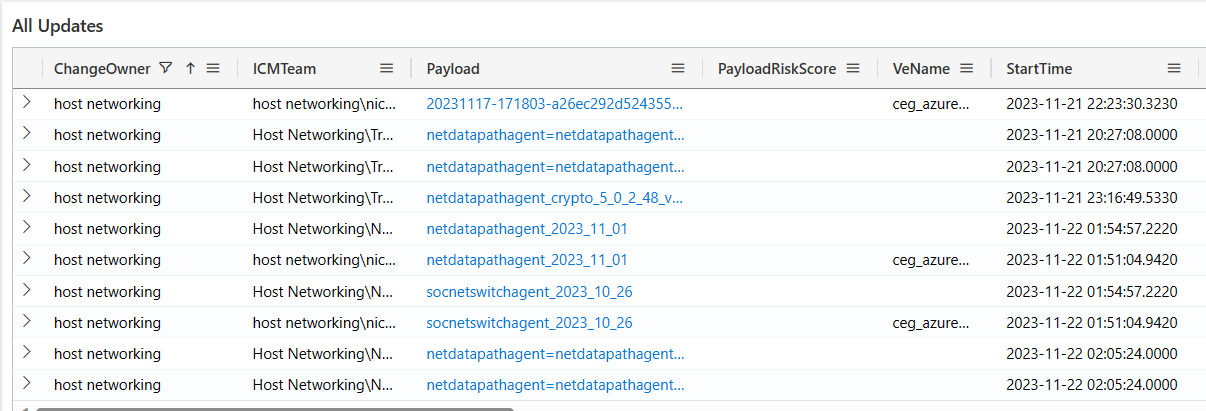 All Updates
ChangeOwner ICMTeam Payload PayloadRiskScore VeName StartTime
host networking host networking\nic... 20231117-171803-a26ec292d524355... ceg_azure... 2023-11-21 22:23:30.3230
host networking Host Networking\Tr... netdatapathagent=netdatapathagent... 2023-11-21 20:27:08.0000
host networking Host Networking\Tr... netdatapathagent=netdatapathagent... 2023-11-21 20:27:08.0000
host networking Host Networking\Tr... netdatapathagent_crypto_5_0_2_48_v... 2023-11-21 23:16:49.5330
host networking Host Networking\N... netdatapathagent_2023_11_01 2023-11-22 01:54:57.2220
host networking host networking\nic... netdatapathagent_2023_11_01 ceg_azure... 2023-11-22 01:51:04.9420
host networking Host Networking\N... socnetswitchagent_2023_10_26 2023-11-22 01:54:57.2220
host networking host networking\nic... socnetswitchagent_2023_10_26 ceg_azure... 2023-11-22 01:51:04.9420
host networking Host Networking\N... netdatapathagent=netdatapathagent... 2023-11-22 02:05:24.0000
host networking Host Networking\N... netdatapathagent=netdatapathagent... 2023-11-22 02:05:24.0000